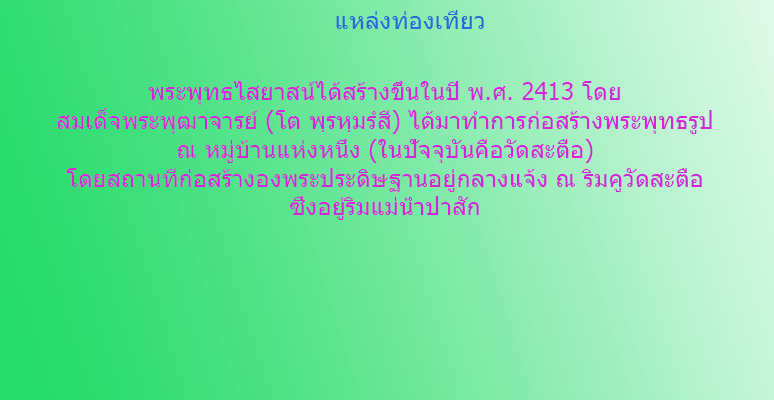 แหล่งท่องเที่ยว
พระพุทธไสยาสน์ได้สร้างขึ้นในปี พ.ศ. 2413 โดย
สมเด็จพระพุฒาจารย์ (โต พฺรหฺมรํสี) ได้มาทำการก่อสร้างพระพุทธรูป
ณ หมู่บ้านแห่งหนึ่ง (ในปัจจุบันคือวัดสะตือ)
โดยสถานที่ก่อสร้างองพระประดิษฐานอยู่กลางแจ้ง ณ ริมคูวัดสะตือ
ซึ่งอยู่ริมแม่น้ำป่าสัก